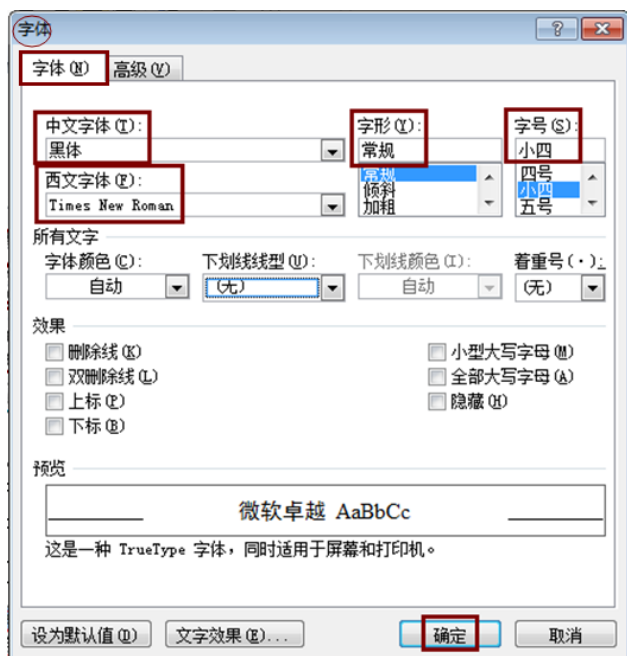 字体
字体(N) 高级(V)
中文字体(T): 字形(Y): 字号(S):
黑体 常规 小四
西文字体(F): 常规 四号
Times New Roman 倾斜 小四
加粗 五号
所有文字
字体颜色(C): 下划线线型(U): 下划线颜色(I): 着重号(·):
自动 (无) 自动 (无)
效果
删除线(K) 小型大写字母(M)
双删除线(L) 全部大写字母(A)
上标(P) 隐藏(H)
下标(B)
预览
微软卓越 AaBbCc
这是一种 TrueType 字体，同时适用于屏幕和打印机。
设为默认值(D) 文字效果(E)... 确定 取消